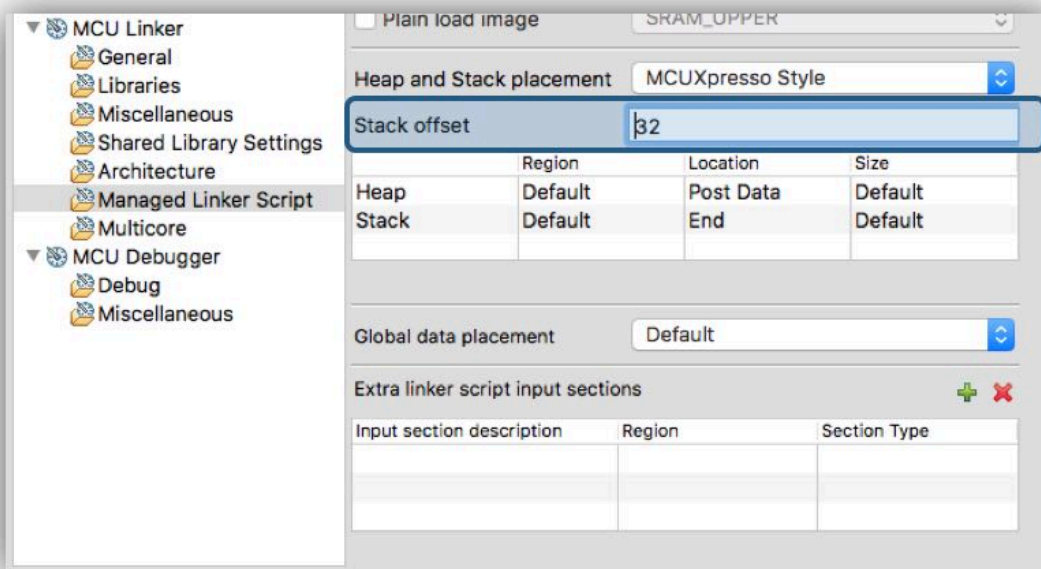 MCU Linker
General
Libraries
Miscellaneous
Shared Library Settings
Architecture
Managed Linker Script
Multicore
MCU Debugger
Debug
Miscellaneous
Plain load image SRAM_UPPER
Heap and Stack placement MCUXpresso Style
Stack offset 32
Region Location Size
Heap Default Post Data Default
Stack Default End Default
Global data placement Default
Extra linker script input sections
Input section description Region Section Type